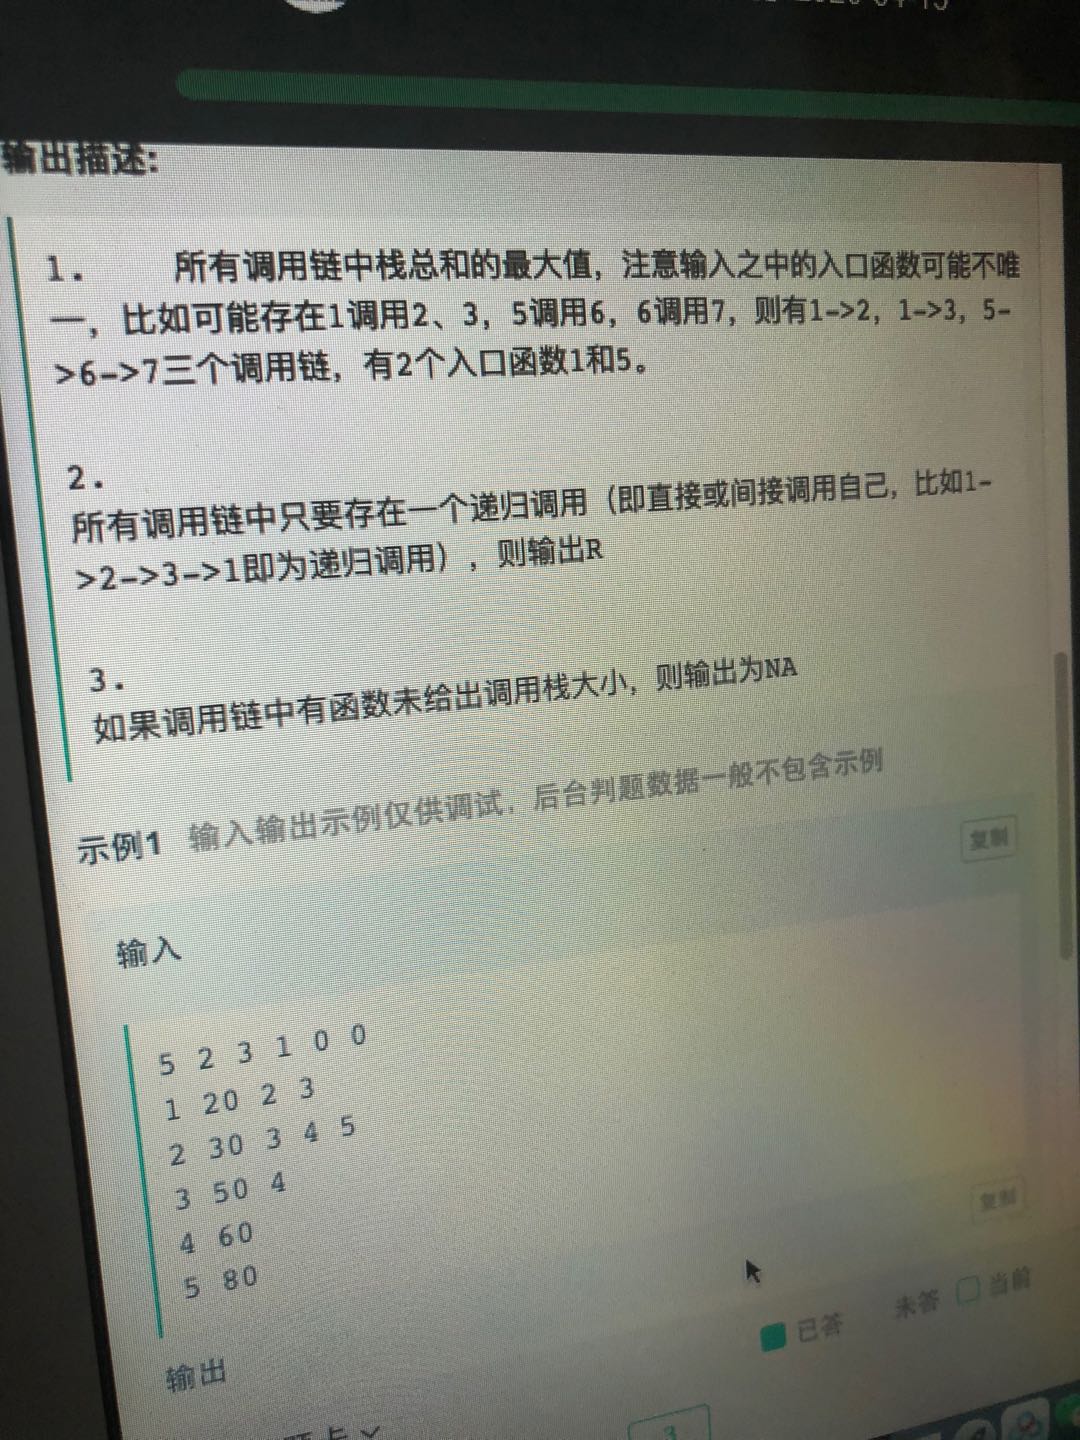 输出描述:
1.    所有调用链中栈总和的最大值，注意输入之中的入口函数可能不唯
一，比如可能存在1调用2、3，5调用6，6调用7，则有1->2，1->3，5-
>6->7三个调用链，有2个入口函数1和5。
2.
所有调用链中只要存在一个递归调用（即直接或间接调用自己，比如1-
>2->3->1即为递归调用），则输出R
3.
如果调用链中有函数未给出调用栈大小，则输出为NA
示例1 输入输出示例仅供调试，后台判题数据一般不包含示例
复制
输入
5 2 3 1 0 0
1 20 2 3
2 30 3 4 5
3 50 4
4 60
5 80
复制
已答 未答 当前
输出
3